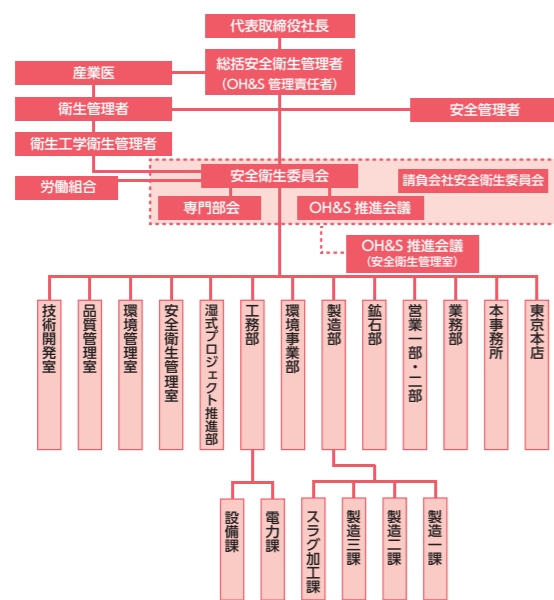 代表取締役社長
総括安全衛生管理者
(OH&S 管理責任者)
産業医
衛生管理者
安全管理者
衛生工学衛生管理者
安全衛生委員会
請負会社安全衛生委員会
労働組合
専門部会
OH&S 推進会議
OH&S 推進会議
(安全衛生管理室)
技術開発室
品質管理室
環境管理室
安全衛生管理室
湿式プロジェクト推進部
工務部
環境事業部
製造部
鉱石部
営業一部・二部
業務部
本事務所
東京本店
設備課
電力課
スラグ加工課
製造三課
製造二課
製造一課